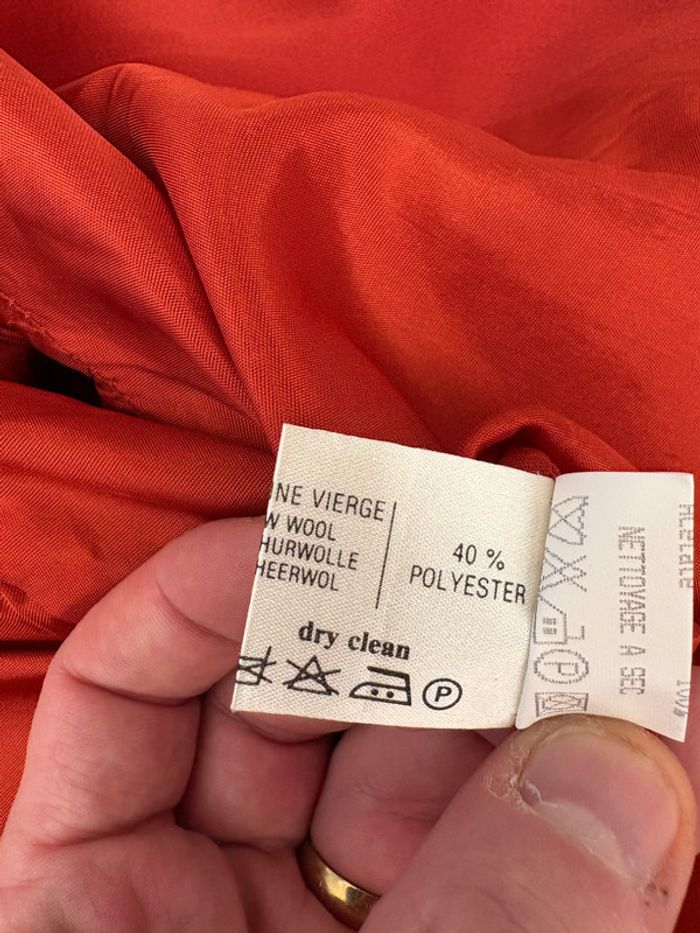 NE VIERGE
W WOOL
HURWOLLE
HEERWOL
40 %
POLYESTER
dry clean
P
NETTOYAGE A SEC
P